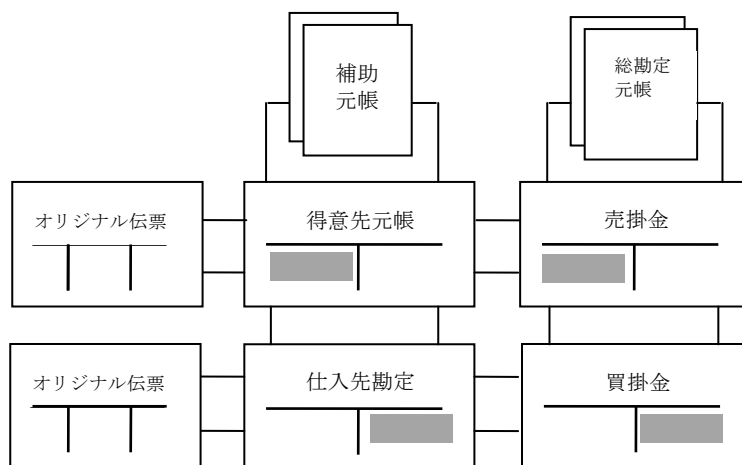 補助
元帳
総勘定
元帳
オリジナル伝票
得意先元帳
売掛金
オリジナル伝票
仕入先勘定
買掛金